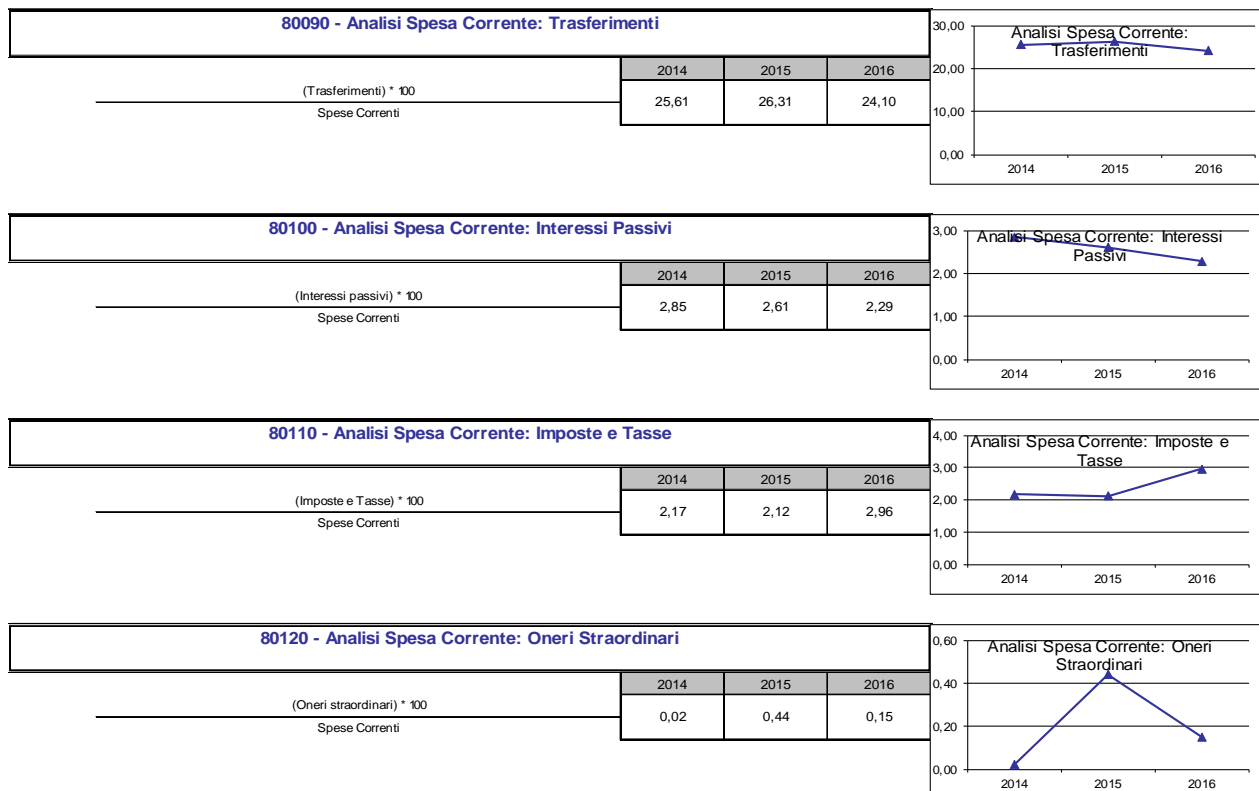 80090 - Analisi Spesa Corrente: Trasferimenti
2014 2015 2016
(Trasferimenti) * 100
Spese Correnti
25,61 26,31 24,10
Analisi Spesa Corrente:
Trasferimenti
30,00
20,00
10,00
0,00
2014 2015 2016
80100 - Analisi Spesa Corrente: Interessi Passivi
2014 2015 2016
(Interessi passivi) * 100
Spese Correnti
2,85 2,61 2,29
Analisi Spesa Corrente: Interessi
Passivi
3,00
2,00
1,00
0,00
2014 2015 2016
80110 - Analisi Spesa Corrente: Imposte e Tasse
2014 2015 2016
(Imposte e Tasse) * 100
Spese Correnti
2,17 2,12 2,96
Analisi Spesa Corrente: Imposte e
Tasse
4,00
3,00
2,00
1,00
0,00
2014 2015 2016
80120 - Analisi Spesa Corrente: Oneri Straordinari
2014 2015 2016
(Oneri straordinari) * 100
Spese Correnti
0,02 0,44 0,15
Analisi Spesa Corrente: Oneri
Straordinari
0,60
0,40
0,20
0,00
2014 2015 2016